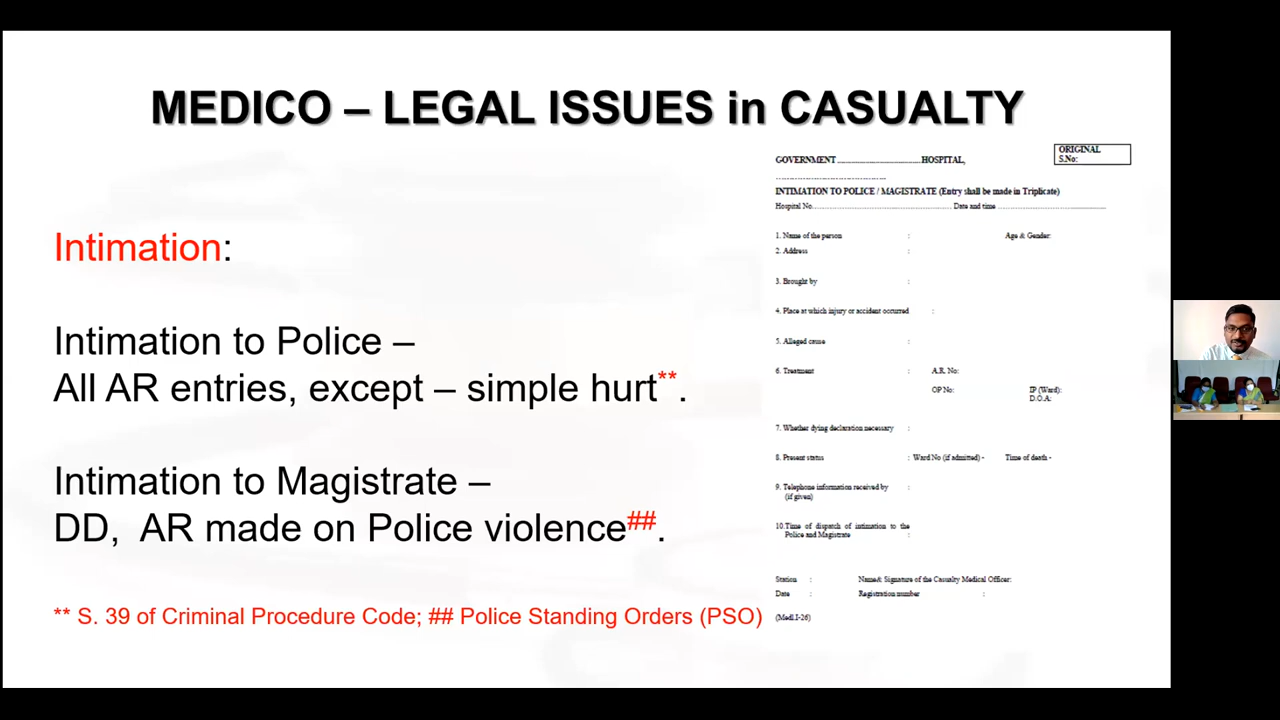 MEDICO – LEGAL ISSUES in CASUALTY
Intimation:
Intimation to Police –
All AR entries, except – simple hurt**.
Intimation to Magistrate –
DD, AR made on Police violence##.
** S. 39 of Criminal Procedure Code; ## Police Standing Orders (PSO)
ORIGINAL
S.No:
GOVERNMENT ........................................ HOSPITAL,
..........................................
INTIMATION TO POLICE / MAGISTRATE (Entry shall be made in Triplicate)
Hospital No.................................................... Date and time .......................................
1. Name of the person : Age & Gender:
2. Address :
3. Brought by :
4. Place at which injury or accident occurred :
5. Alleged cause :
6. Treatment : A.R. No:
OP No: IP (Ward):
D.O.A:
7. Whether dying declaration necessary :
8. Present status : Ward No (if admitted) - Time of death -
9. Telephone information received by :
(if given)
10.Time of dispatch of intimation to the
Police and Magistrate :
Station : Name& Signature of the Casualty Medical Officer:
Date : Registration number :
(Medl.I-26)